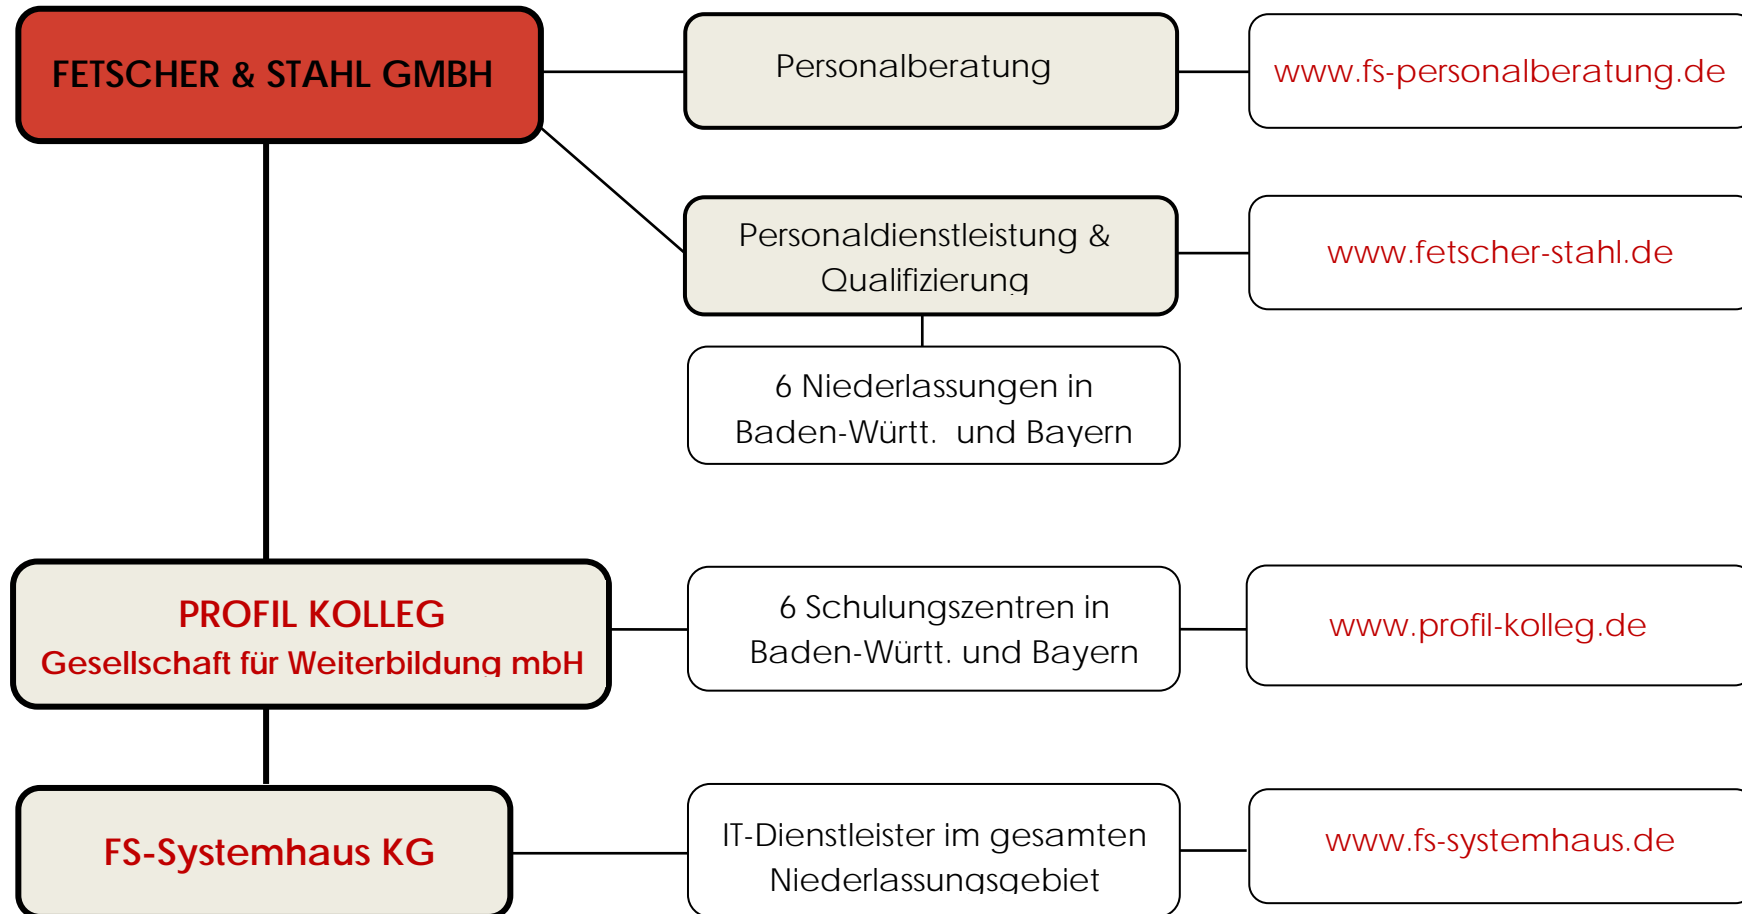 FETSCHER & STAHL GMBH
Personalberatung
www.fs-personalberatung.de
Personaldienstleistung &
Qualifizierung
www.fetscher-stahl.de
6 Niederlassungen in
Baden-Württ. und Bayern
PROFIL KOLLEG
Gesellschaft für Weiterbildung mbH
6 Schulungszentren in
Baden-Württ. und Bayern
www.profil-kolleg.de
FS-Systemhaus KG
IT-Dienstleister im gesamten
Niederlassungsgebiet
www.fs-systemhaus.de